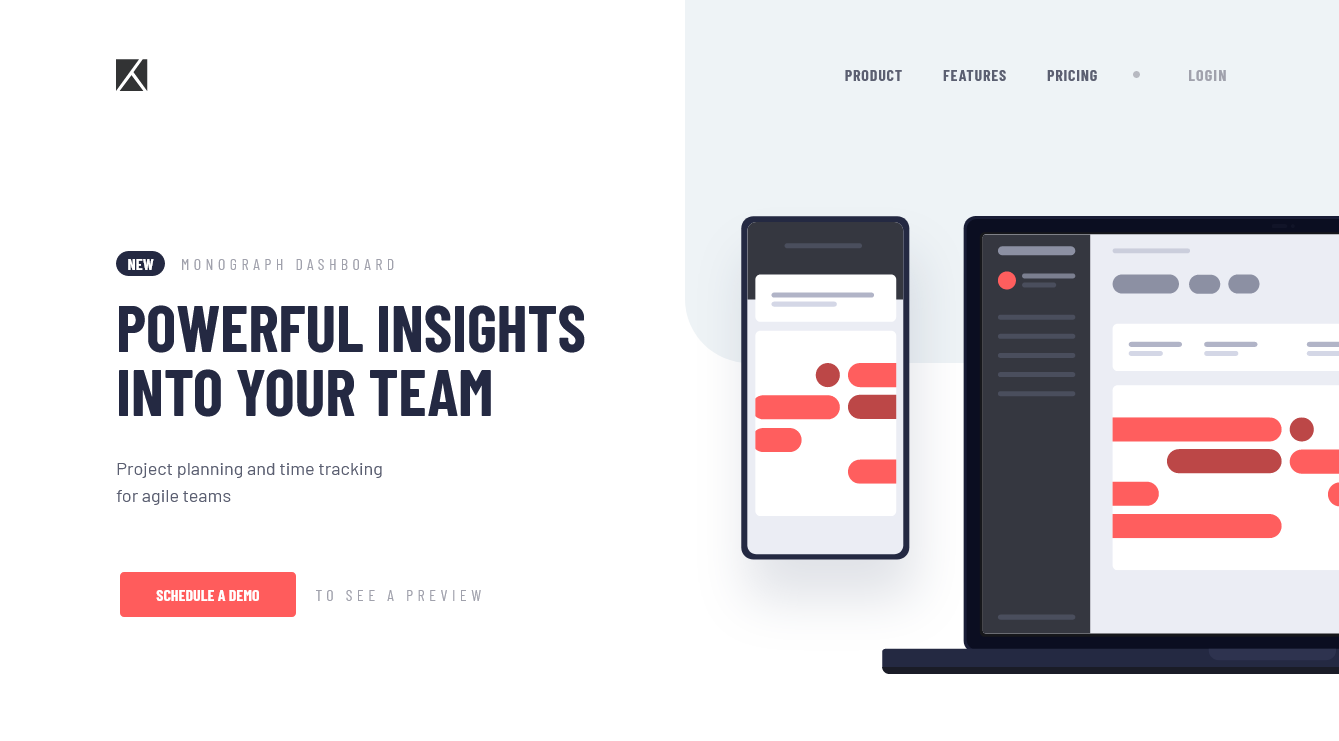 PRODUCT FEATURES PRICING LOGIN
NEW MONOGRAPH DASHBOARD
POWERFUL INSIGHTS
INTO YOUR TEAM
Project planning and time tracking
for agile teams
SCHEDULE A DEMO TO SEE A PREVIEW